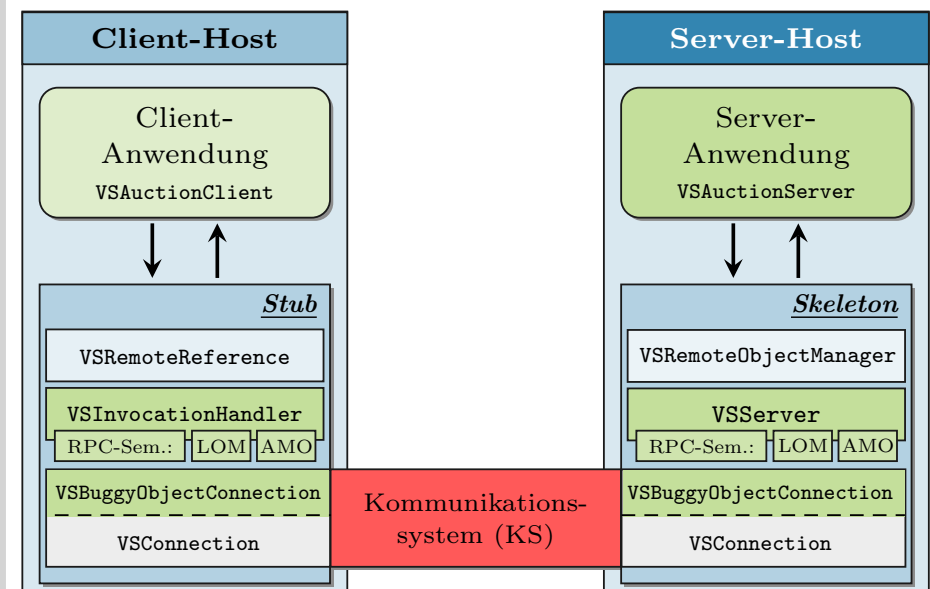 Client-Host
Client-
Anwendung
VSAuctionClient
Stub
VSRemoteReference
VSInvocationHandler
RPC-Sem.: LOM AMO
VSBuggyObjectConnection
VSConnection
Kommunikations-
system (KS)
Server-Host
Server-
Anwendung
VSAuctionServer
Skeleton
VSRemoteObjectManager
VSServer
RPC-Sem.: LOM AMO
VSBuggyObjectConnection
VSConnection